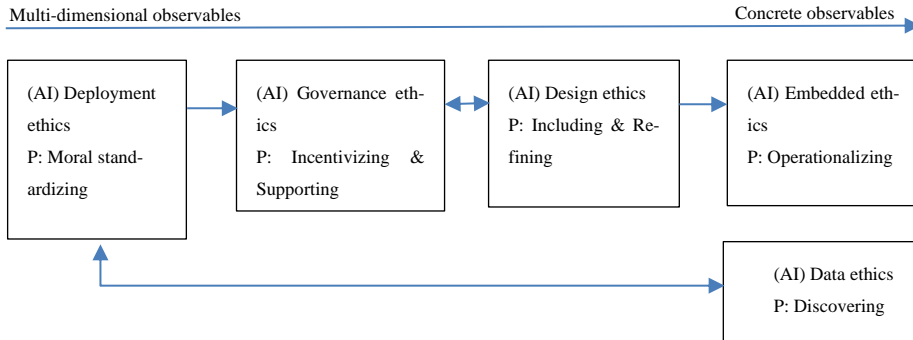 Multi-dimensional observables
Concrete observables
(AI) Deployment
ethics
P: Moral stand-
ardizing
(AI) Governance eth-
ics
P: Incentivizing &
Supporting
(AI) Design ethics
P: Including & Re-
fining
(AI) Embedded eth-
ics
P: Operationalizing
(AI) Data ethics
P: Discovering